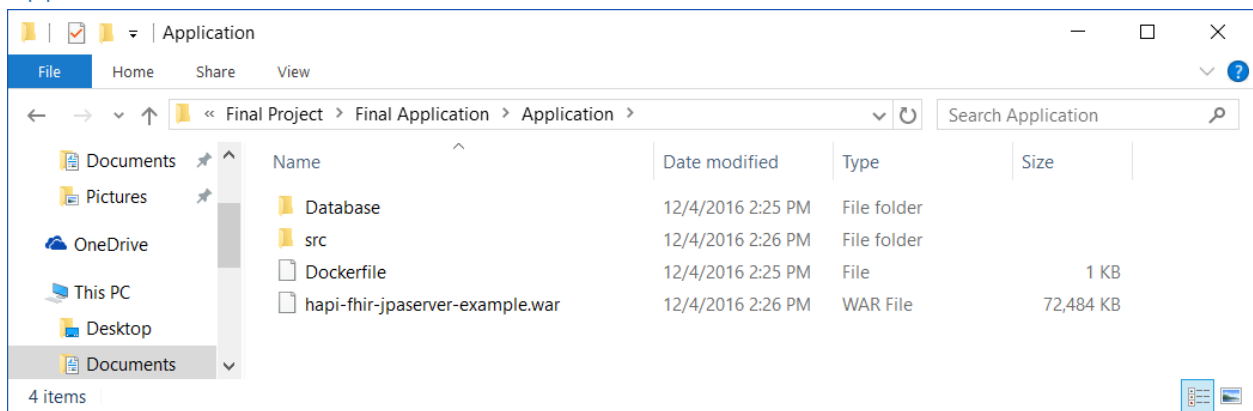 Application
File Home Share View
« Final Project > Final Application > Application >
Search Application
Documents
Pictures
OneDrive
This PC
Desktop
Documents
Name Date modified Type Size
Database 12/4/2016 2:25 PM File folder
src 12/4/2016 2:26 PM File folder
Dockerfile 12/4/2016 2:25 PM File 1 KB
hapi-fhir-jpaserver-example.war 12/4/2016 2:26 PM WAR File 72,484 KB
4 items